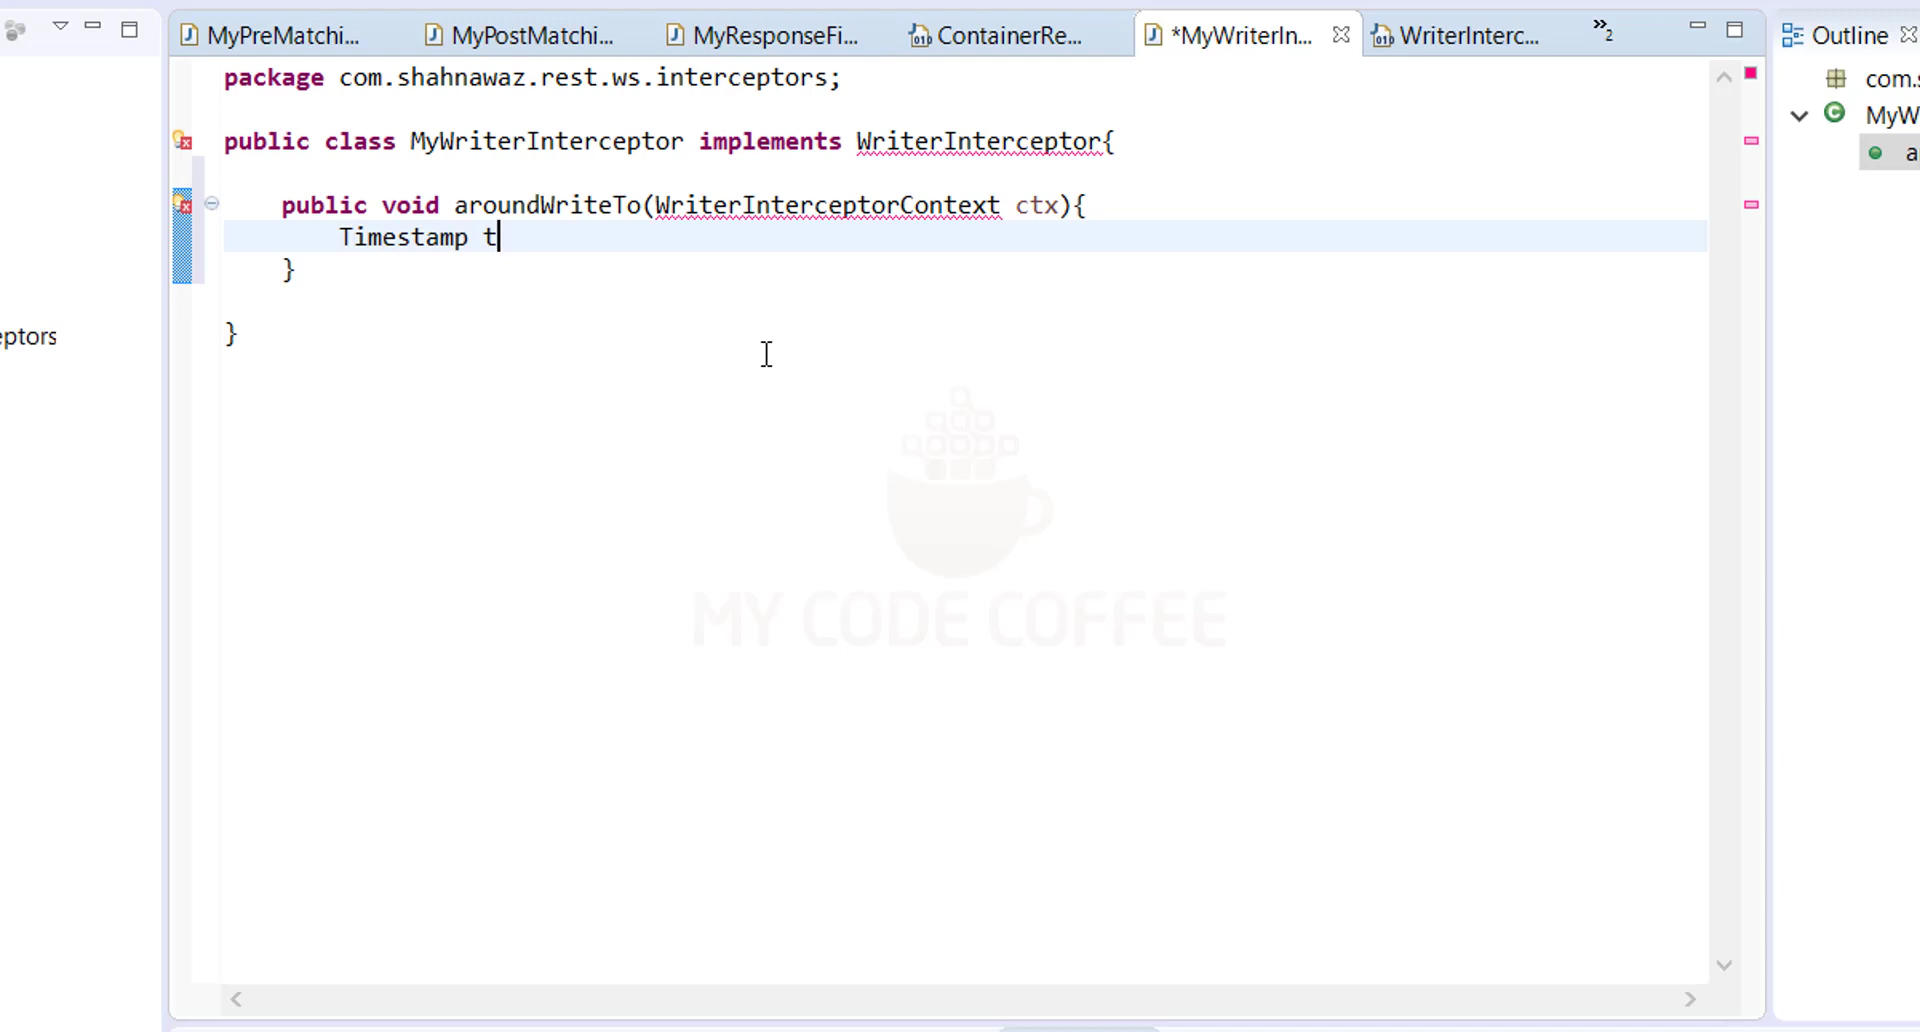 MyPreMatchi... MyPostMatchi... MyResponseFi... ContainerRe... *MyWriterIn... WriterInterc... »2 Outline
package com.shahnawaz.rest.ws.interceptors; com.s
public class MyWriterInterceptor implements WriterInterceptor{ MyW
public void aroundWriteTo(WriterInterceptorContext ctx){ a
Timestamp t
}
}
eptors
MY CODE COFFEE